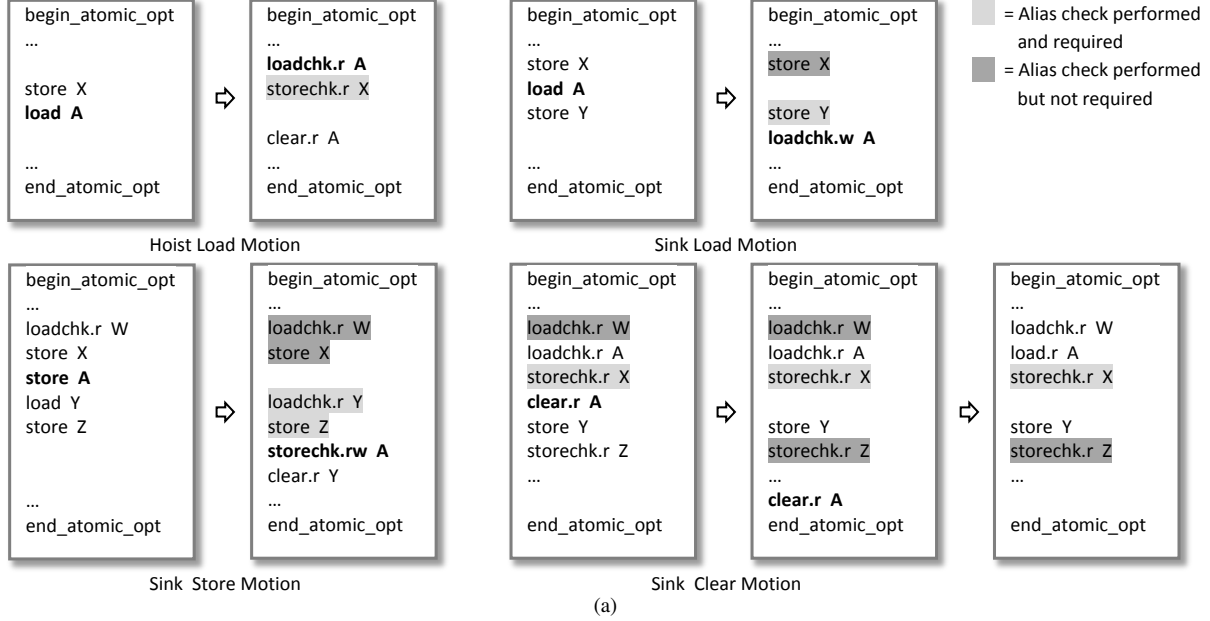 begin_atomic_opt
...
store X
load A
...
end_atomic_opt
begin_atomic_opt
...
loadchk.r A
storechk.r X
clear.r A
...
end_atomic_opt
Hoist Load Motion
begin_atomic_opt
...
store X
load A
store Y
...
end_atomic_opt
begin_atomic_opt
...
store X
store Y
loadchk.w A
...
end_atomic_opt
Sink Load Motion
= Alias check performed
and required
= Alias check performed
but not required
begin_atomic_opt
...
loadchk.r W
store X
store A
load Y
store Z
...
end_atomic_opt
begin_atomic_opt
...
loadchk.r W
store X
loadchk.r Y
store Z
storechk.rw A
clear.r Y
...
end_atomic_opt
Sink Store Motion
begin_atomic_opt
...
loadchk.r W
loadchk.r A
storechk.r X
clear.r A
store Y
storechk.r Z
...
end_atomic_opt
begin_atomic_opt
...
loadchk.r W
loadchk.r A
storechk.r X
store Y
storechk.r Z
...
clear.r A
end_atomic_opt
begin_atomic_opt
...
loadchk.r W
load.r A
storechk.r X
store Y
storechk.r Z
...
end_atomic_opt
Sink Clear Motion
(a)